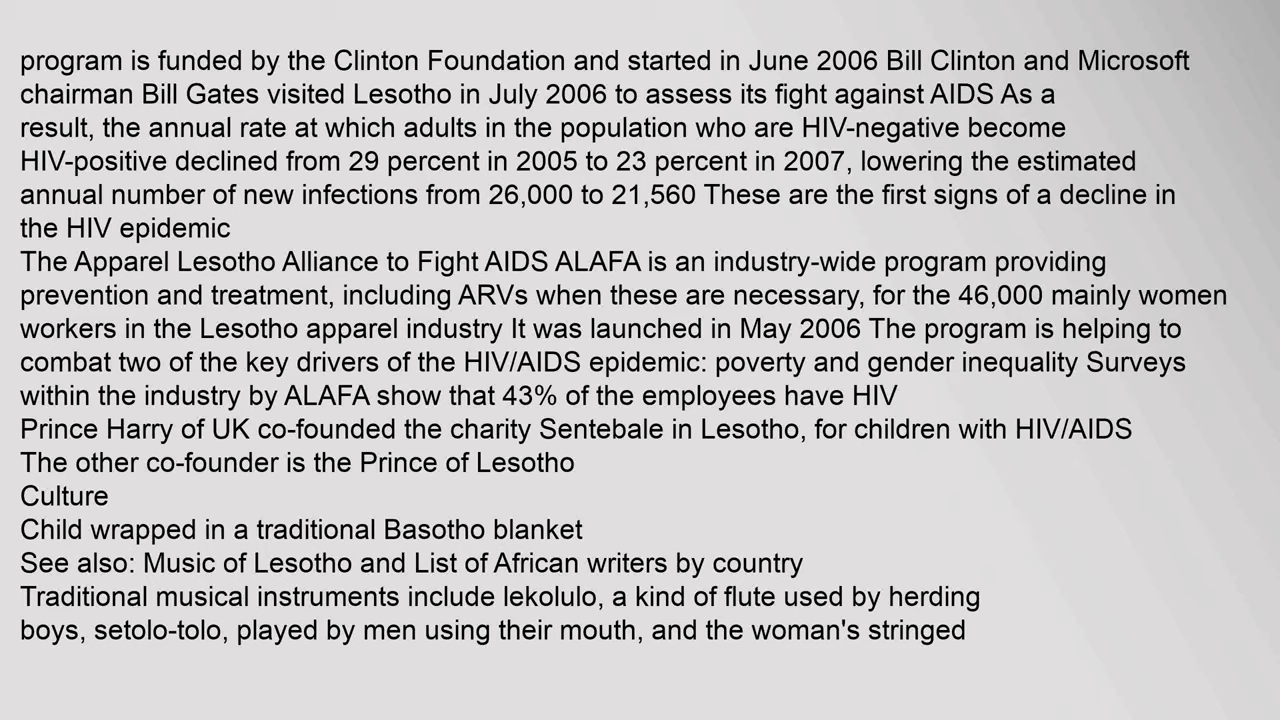 program is funded by the Clinton Foundation and started in June 2006 Bill Clinton and Microsoft
chairman Bill Gates visited Lesotho in July 2006 to assess its fight against AIDS As a
result, the annual rate at which adults in the population who are HIV-negative become
HIV-positive declined from 29 percent in 2005 to 23 percent in 2007, lowering the estimated
annual number of new infections from 26,000 to 21,560 These are the first signs of a decline in
the HIV epidemic
The Apparel Lesotho Alliance to Fight AIDS ALAFA is an industry-wide program providing
prevention and treatment, including ARVs when these are necessary, for the 46,000 mainly women
workers in the Lesotho apparel industry It was launched in May 2006 The program is helping to
combat two of the key drivers of the HIV/AIDS epidemic: poverty and gender inequality Surveys
within the industry by ALAFA show that 43% of the employees have HIV
Prince Harry of UK co-founded the charity Sentebale in Lesotho, for children with HIV/AIDS
The other co-founder is the Prince of Lesotho
Culture
Child wrapped in a traditional Basotho blanket
See also: Music of Lesotho and List of African writers by country
Traditional musical instruments include lekolulo, a kind of flute used by herding
boys, setolo-tolo, played by men using their mouth, and the woman's stringed